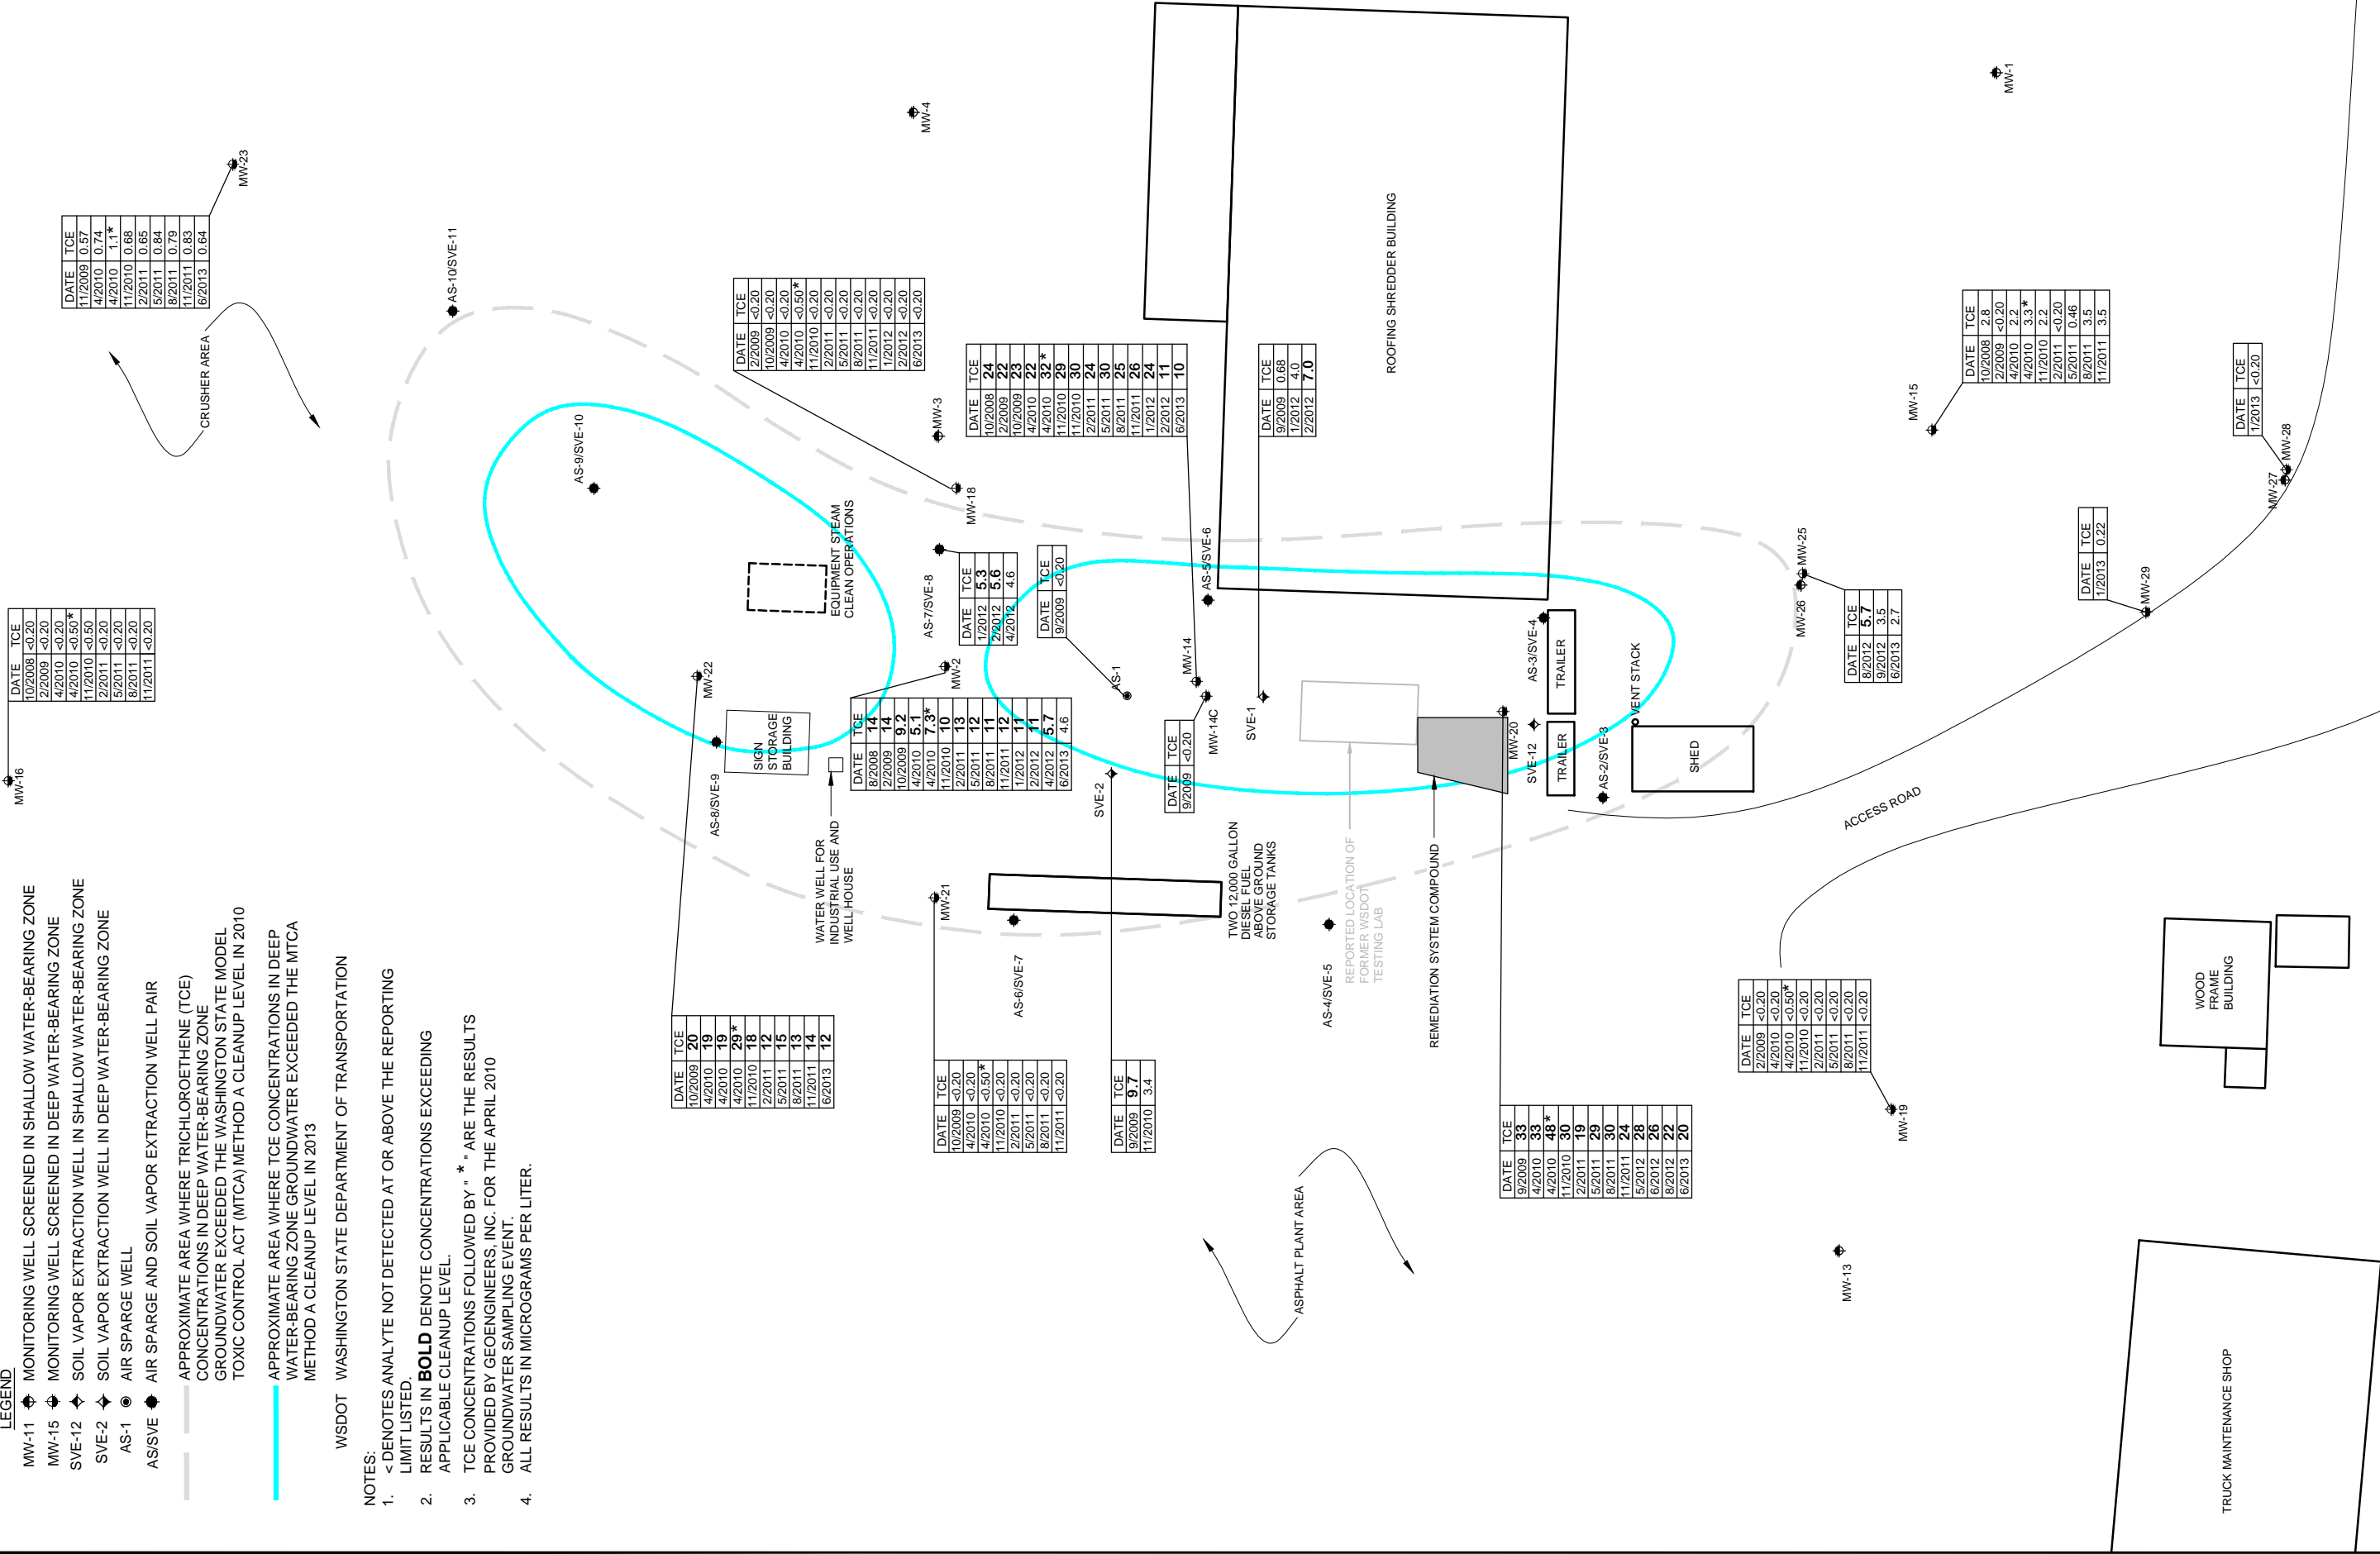 LEGEND
MW-11 MONITORING WELL SCREENED IN SHALLOW WATER-BEARING ZONE
MW-15 MONITORING WELL SCREENED IN DEEP WATER-BEARING ZONE
SVE-12 SOIL VAPOR EXTRACTION WELL IN SHALLOW WATER-BEARING ZONE
SVE-2 SOIL VAPOR EXTRACTION WELL IN DEEP WATER-BEARING ZONE
AS-1 AIR SPARGE WELL
AS/SVE AIR SPARGE AND SOIL VAPOR EXTRACTION WELL PAIR
APPROXIMATE AREA WHERE TRICHLOROETHENE (TCE)
CONCENTRATIONS IN DEEP WATER-BEARING ZONE
GROUNDWATER EXCEEDED THE WASHINGTON STATE MODEL
TOXIC CONTROL ACT (MTCA) METHOD A CLEANUP LEVEL IN 2010
APPROXIMATE AREA WHERE TCE CONCENTRATIONS IN DEEP
WATER-BEARING ZONE GROUNDWATER EXCEEDED THE MTCA
METHOD A CLEANUP LEVEL IN 2013
WSDOT WASHINGTON STATE DEPARTMENT OF TRANSPORTATION
NOTES:
1. < DENOTES ANALYTE NOT DETECTED AT OR ABOVE THE REPORTING
LIMIT LISTED.
2. RESULTS IN BOLD DENOTE CONCENTRATIONS EXCEEDING
APPLICABLE CLEANUP LEVEL.
3. TCE CONCENTRATIONS FOLLOWED BY " * " ARE THE RESULTS
PROVIDED BY GEOENGINEERS, INC. FOR THE APRIL 2010
GROUNDWATER SAMPLING EVENT.
4. ALL RESULTS IN MICROGRAMS PER LITER.
MW-16
DATE TCE
10/2008 <0.20
2/2009 <0.20
4/2010 <0.20
4/2010 <0.50*
11/2010 <0.50
2/2011 <0.20
5/2011 <0.20
8/2011 <0.20
11/2011 <0.20
DATE TCE
11/2009 0.57
4/2010 0.74
4/2010 1.1*
11/2010 0.68
2/2011 0.65
5/2011 0.84
8/2011 0.79
11/2011 0.83
6/2013 0.64
MW-23
CRUSHER AREA
AS-10/SVE-11
AS-9/SVE-10
MW-22
AS-8/SVE-9
DATE TCE
10/2009 20
4/2010 19
4/2010 19
4/2010 29*
11/2010 18
2/2011 12
5/2011 15
8/2011 13
11/2011 14
6/2013 12
SIGN
STORAGE
BUILDING
EQUIPMENT STEAM
CLEAN OPERATIONS
WATER WELL FOR
INDUSTRIAL USE AND
WELL HOUSE
DATE TCE
2/2009 <0.20
10/2009 <0.20
4/2010 <0.20
4/2010 <0.50*
11/2010 <0.20
2/2011 <0.20
5/2011 <0.20
8/2011 <0.20
11/2011 <0.20
1/2012 <0.20
2/2012 <0.20
6/2013 <0.20
MW-18
MW-3
MW-4
AS-7/SVE-8
DATE TCE
1/2012 5.3
2/2012 5.6
4/2012 4.6
MW-2
DATE TCE
8/2008 14
2/2009 14
10/2009 9.2
4/2010 5.1
4/2010 7.3*
11/2010 10
2/2011 13
5/2011 12
8/2011 11
11/2011 12
1/2012 11
2/2012 11
4/2012 5.7
6/2013 4.6
MW-21
DATE TCE
10/2009 <0.20
4/2010 <0.20
4/2010 <0.50*
11/2010 <0.20
2/2011 <0.20
5/2011 <0.20
8/2011 <0.20
11/2011 <0.20
AS-6/SVE-7
DATE TCE
9/2009 <0.20
AS-1
DATE TCE
10/2008 24
2/2009 22
10/2009 23
4/2010 22
4/2010 32*
11/2010 29
11/2010 30
2/2011 24
5/2011 30
8/2011 25
11/2011 26
1/2012 24
2/2012 11
6/2013 10
MW-14
AS-5/SVE-6
SVE-2
DATE TCE
9/2009 9.7
11/2010 3.4
DATE TCE
9/2009 <0.20
MW-14C
DATE TCE
9/2009 0.68
1/2012 4.0
2/2012 7.0
SVE-1
TWO 12,000 GALLON
DIESEL FUEL
ABOVE GROUND
STORAGE TANKS
AS-4/SVE-5
REPORTED LOCATION OF
FORMER WSDOT
TESTING LAB
ROOFING SHREDDER BUILDING
REMEDIATION SYSTEM COMPOUND
ASPHALT PLANT AREA
MW-20
DATE TCE
9/2009 33
4/2010 33
4/2010 48*
11/2010 30
2/2011 19
5/2011 29
8/2011 30
11/2011 24
5/2012 28
6/2012 26
8/2012 22
6/2013 20
SVE-12
AS-3/SVE-4
TRAILER
TRAILER
AS-2/SVE-3
VENT STACK
SHED
MW-26
MW-25
DATE TCE
8/2012 5.7
9/2012 3.5
6/2013 2.7
ACCESS ROAD
MW-15
DATE TCE
10/2008 2.8
2/2009 <0.20
4/2010 2.2
4/2010 3.3*
11/2010 2.2
2/2011 <0.20
5/2011 0.46
8/2011 3.5
11/2011 3.5
MW-1
DATE TCE
2/2009 <0.20
4/2010 <0.20
4/2010 <0.50*
11/2010 <0.20
2/2011 <0.20
5/2011 <0.20
8/2011 <0.20
11/2011 <0.20
MW-19
MW-13
DATE TCE
1/2013 0.22
MW-29
DATE TCE
1/2013 <0.20
MW-27
MW-28
WOOD
FRAME
BUILDING
TRUCK MAINTENANCE SHOP